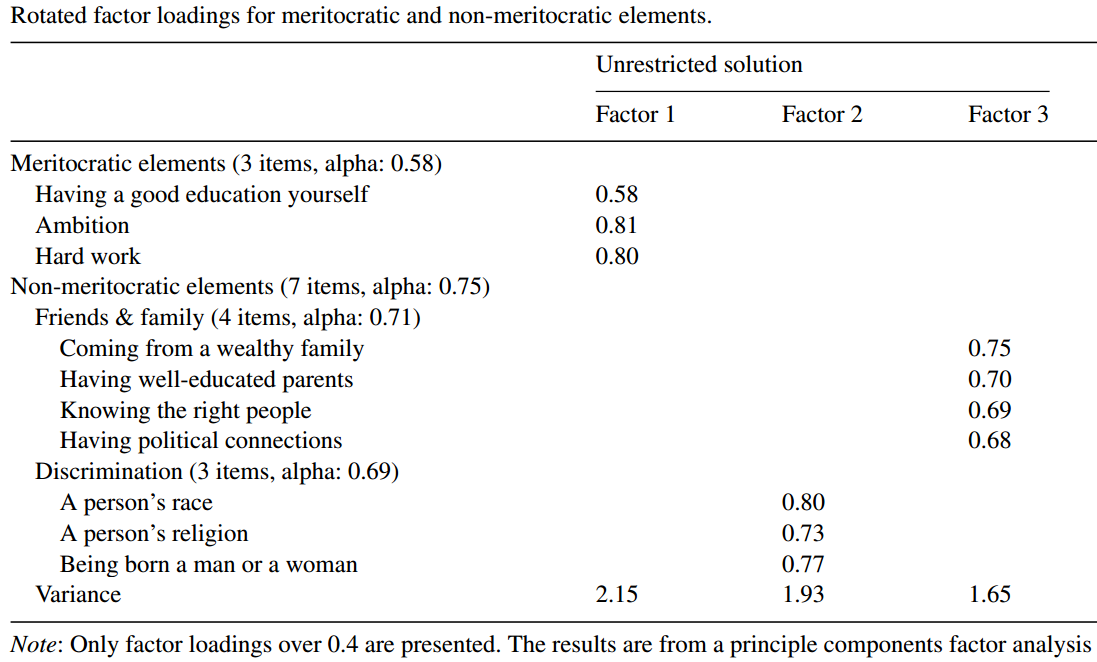 Rotated factor loadings for meritocratic and non-meritocratic elements.
Unrestricted solution
Factor 1 Factor 2 Factor 3
Meritocratic elements (3 items, alpha: 0.58)
Having a good education yourself 0.58
Ambition 0.81
Hard work 0.80
Non-meritocratic elements (7 items, alpha: 0.75)
Friends & family (4 items, alpha: 0.71)
Coming from a wealthy family 0.75
Having well-educated parents 0.70
Knowing the right people 0.69
Having political connections 0.68
Discrimination (3 items, alpha: 0.69)
A person’s race 0.80
A person’s religion 0.73
Being born a man or a woman 0.77
Variance 2.15 1.93 1.65
Note: Only factor loadings over 0.4 are presented. The results are from a principle components factor analysis